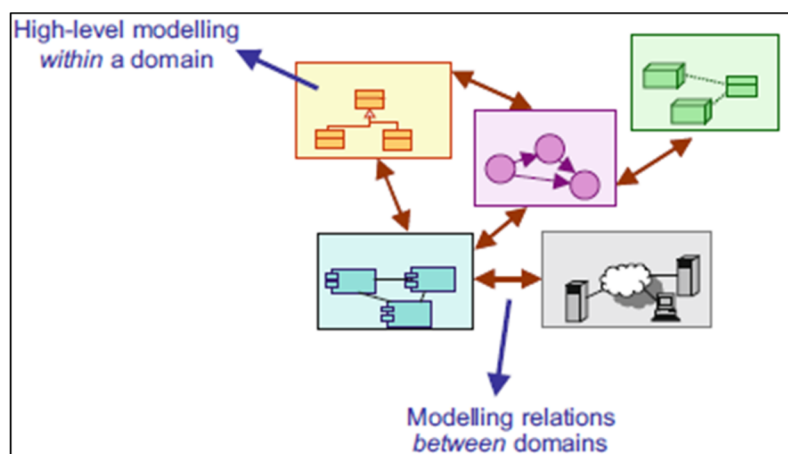 High-level modelling
within a domain
Modelling relations
between domains